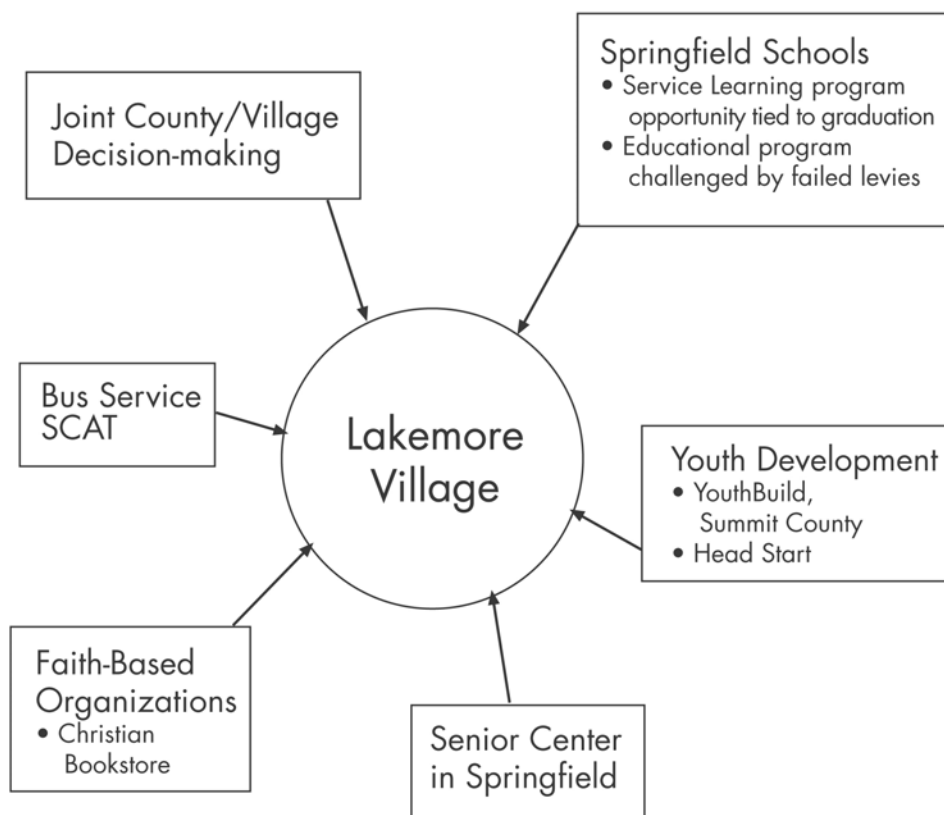 Springfield Schools
• Service Learning program
opportunity tied to graduation
• Educational program
challenged by failed levies
Joint County/Village
Decision-making
Bus Service
SCAT
Lakemore
Village
Youth Development
• YouthBuild,
Summit County
• Head Start
Faith-Based
Organizations
• Christian
Bookstore
Senior Center
in Springfield